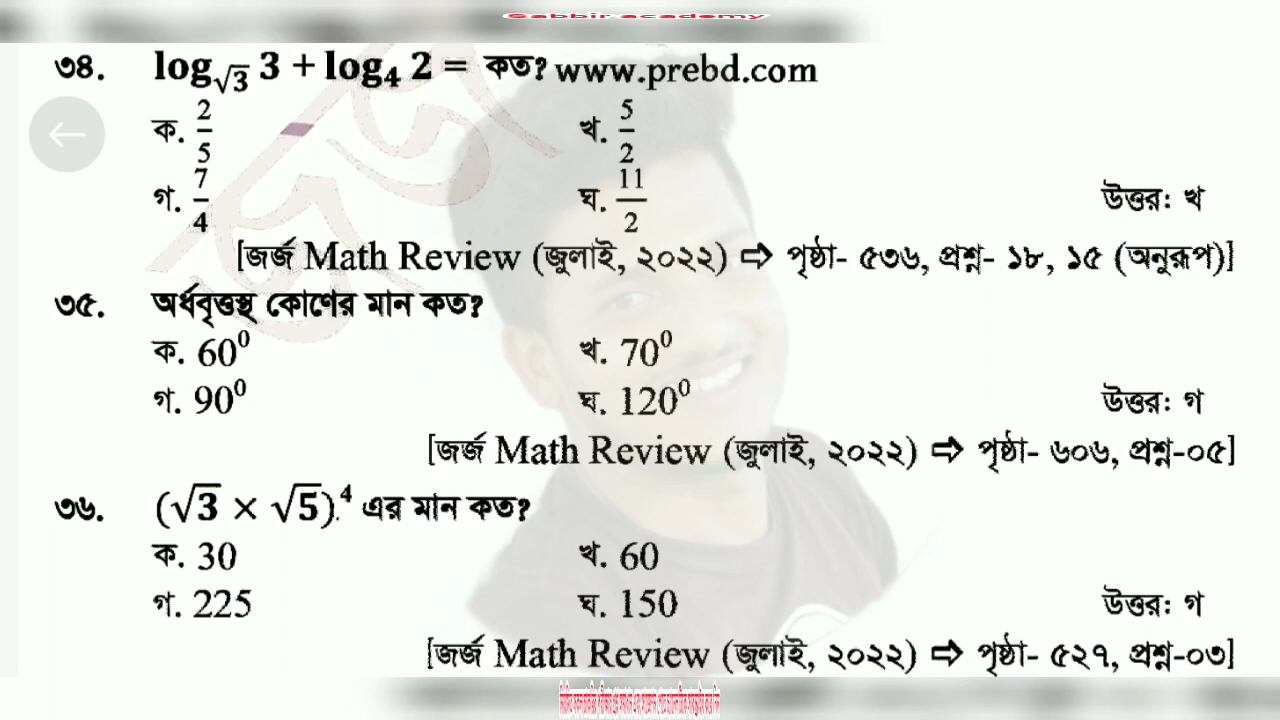 Sabbir academy
৩৪. log√3 3 + log4 2 = কত? www.prebd.com
ক. 2/5 খ. 5/2
গ. 7/4 ঘ. 11/2 উত্তরঃ খ
[জর্জ Math Review (জুলাই, ২০২২) ⇨ পৃষ্ঠা- ৫৩৬, প্রশ্ন- ১৮, ১৫ (অনুরূপ)]
৩৫. অর্ধবৃত্তস্থ কোণের মান কত?
ক. 60⁰ খ. 70⁰
গ. 90⁰ ঘ. 120⁰ উত্তরঃ গ
[জর্জ Math Review (জুলাই, ২০২২) ⇨ পৃষ্ঠা- ৬০৬, প্রশ্ন-০৫]
৩৬. (√3 × √5)⁴ এর মান কত?
ক. 30 খ. 60
গ. 225 ঘ. 150 উত্তরঃ গ
[জর্জ Math Review (জুলাই, ২০২২) ⇨ পৃষ্ঠা- ৫২৭, প্রশ্ন-০৩]